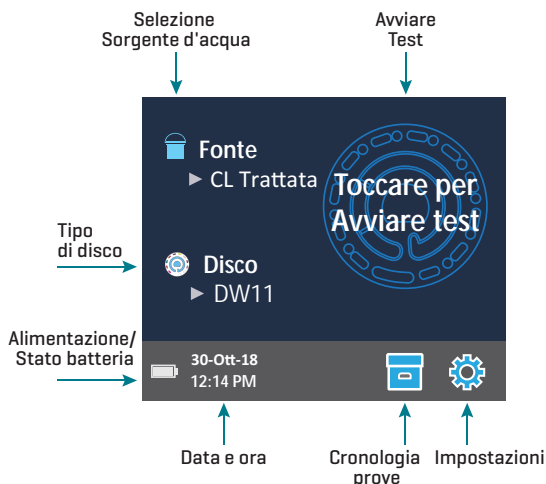 Selezione
Sorgente d'acqua
Avviare
Test
Fonte
► CL Trattata
Toccare per
Avviare test
Tipo
di disco
Disco
► DW11
Alimentazione/
Stato batteria
30-Ott-18
12:14 PM
Data e ora
Cronologia
prove
Impostazioni